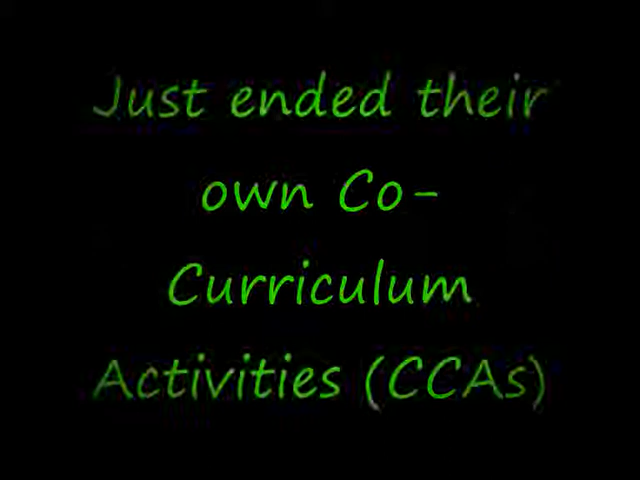 Just ended their
own Co-
Curriculum
Activities (CCAs)